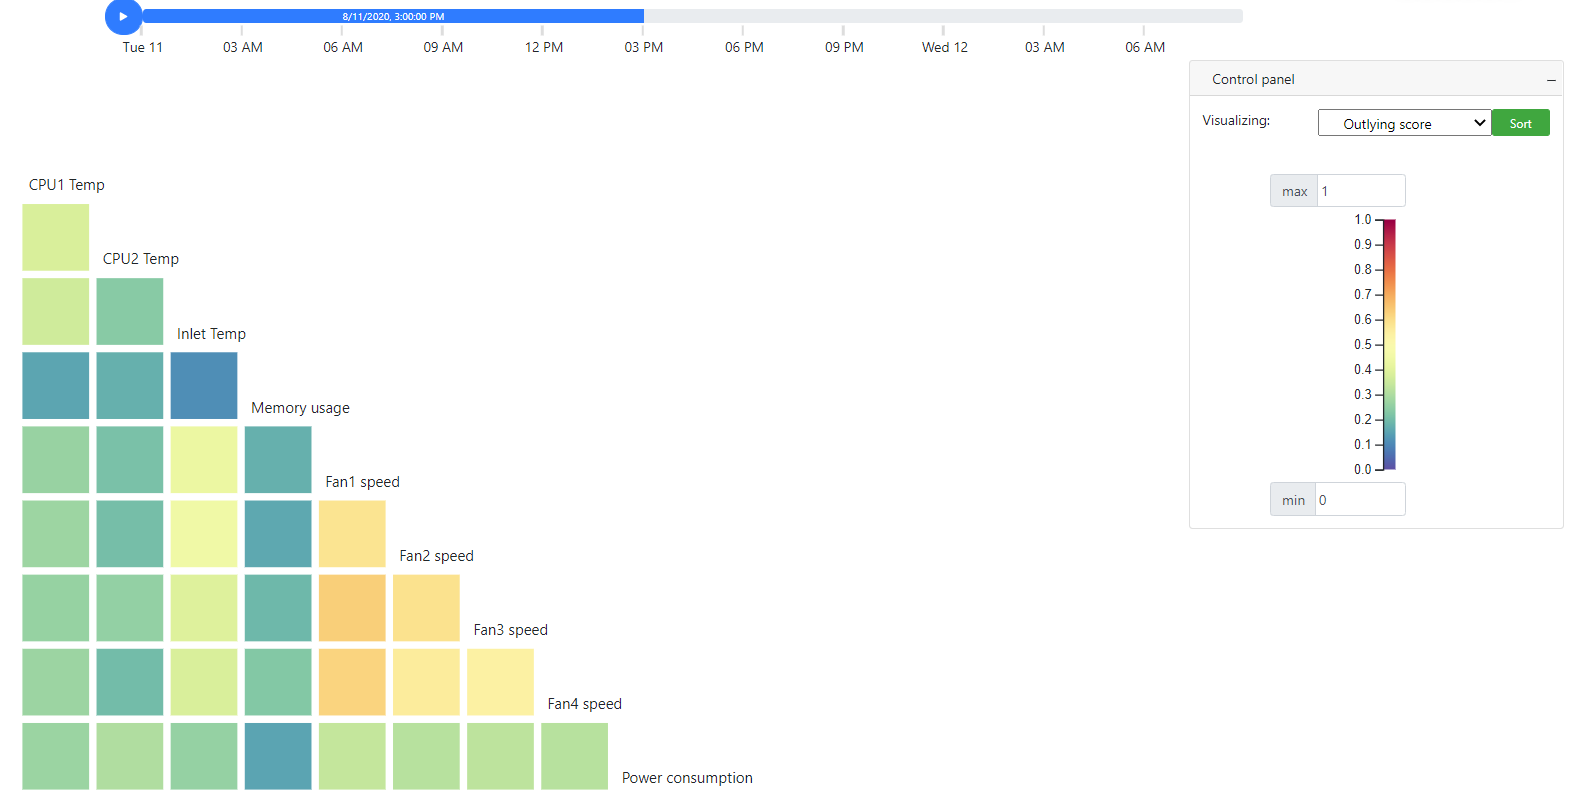 8/11/2020, 3:00:00 PM
Tue 11 03 AM 06 AM 09 AM 12 PM 03 PM 06 PM 09 PM Wed 12 03 AM 06 AM
Control panel
Visualizing: Outlying score Sort
max 1
1.0
0.9
0.8
0.7
0.6
0.5
0.4
0.3
0.2
0.1
0.0
min 0
CPU1 Temp
CPU2 Temp
Inlet Temp
Memory usage
Fan1 speed
Fan2 speed
Fan3 speed
Fan4 speed
Power consumption